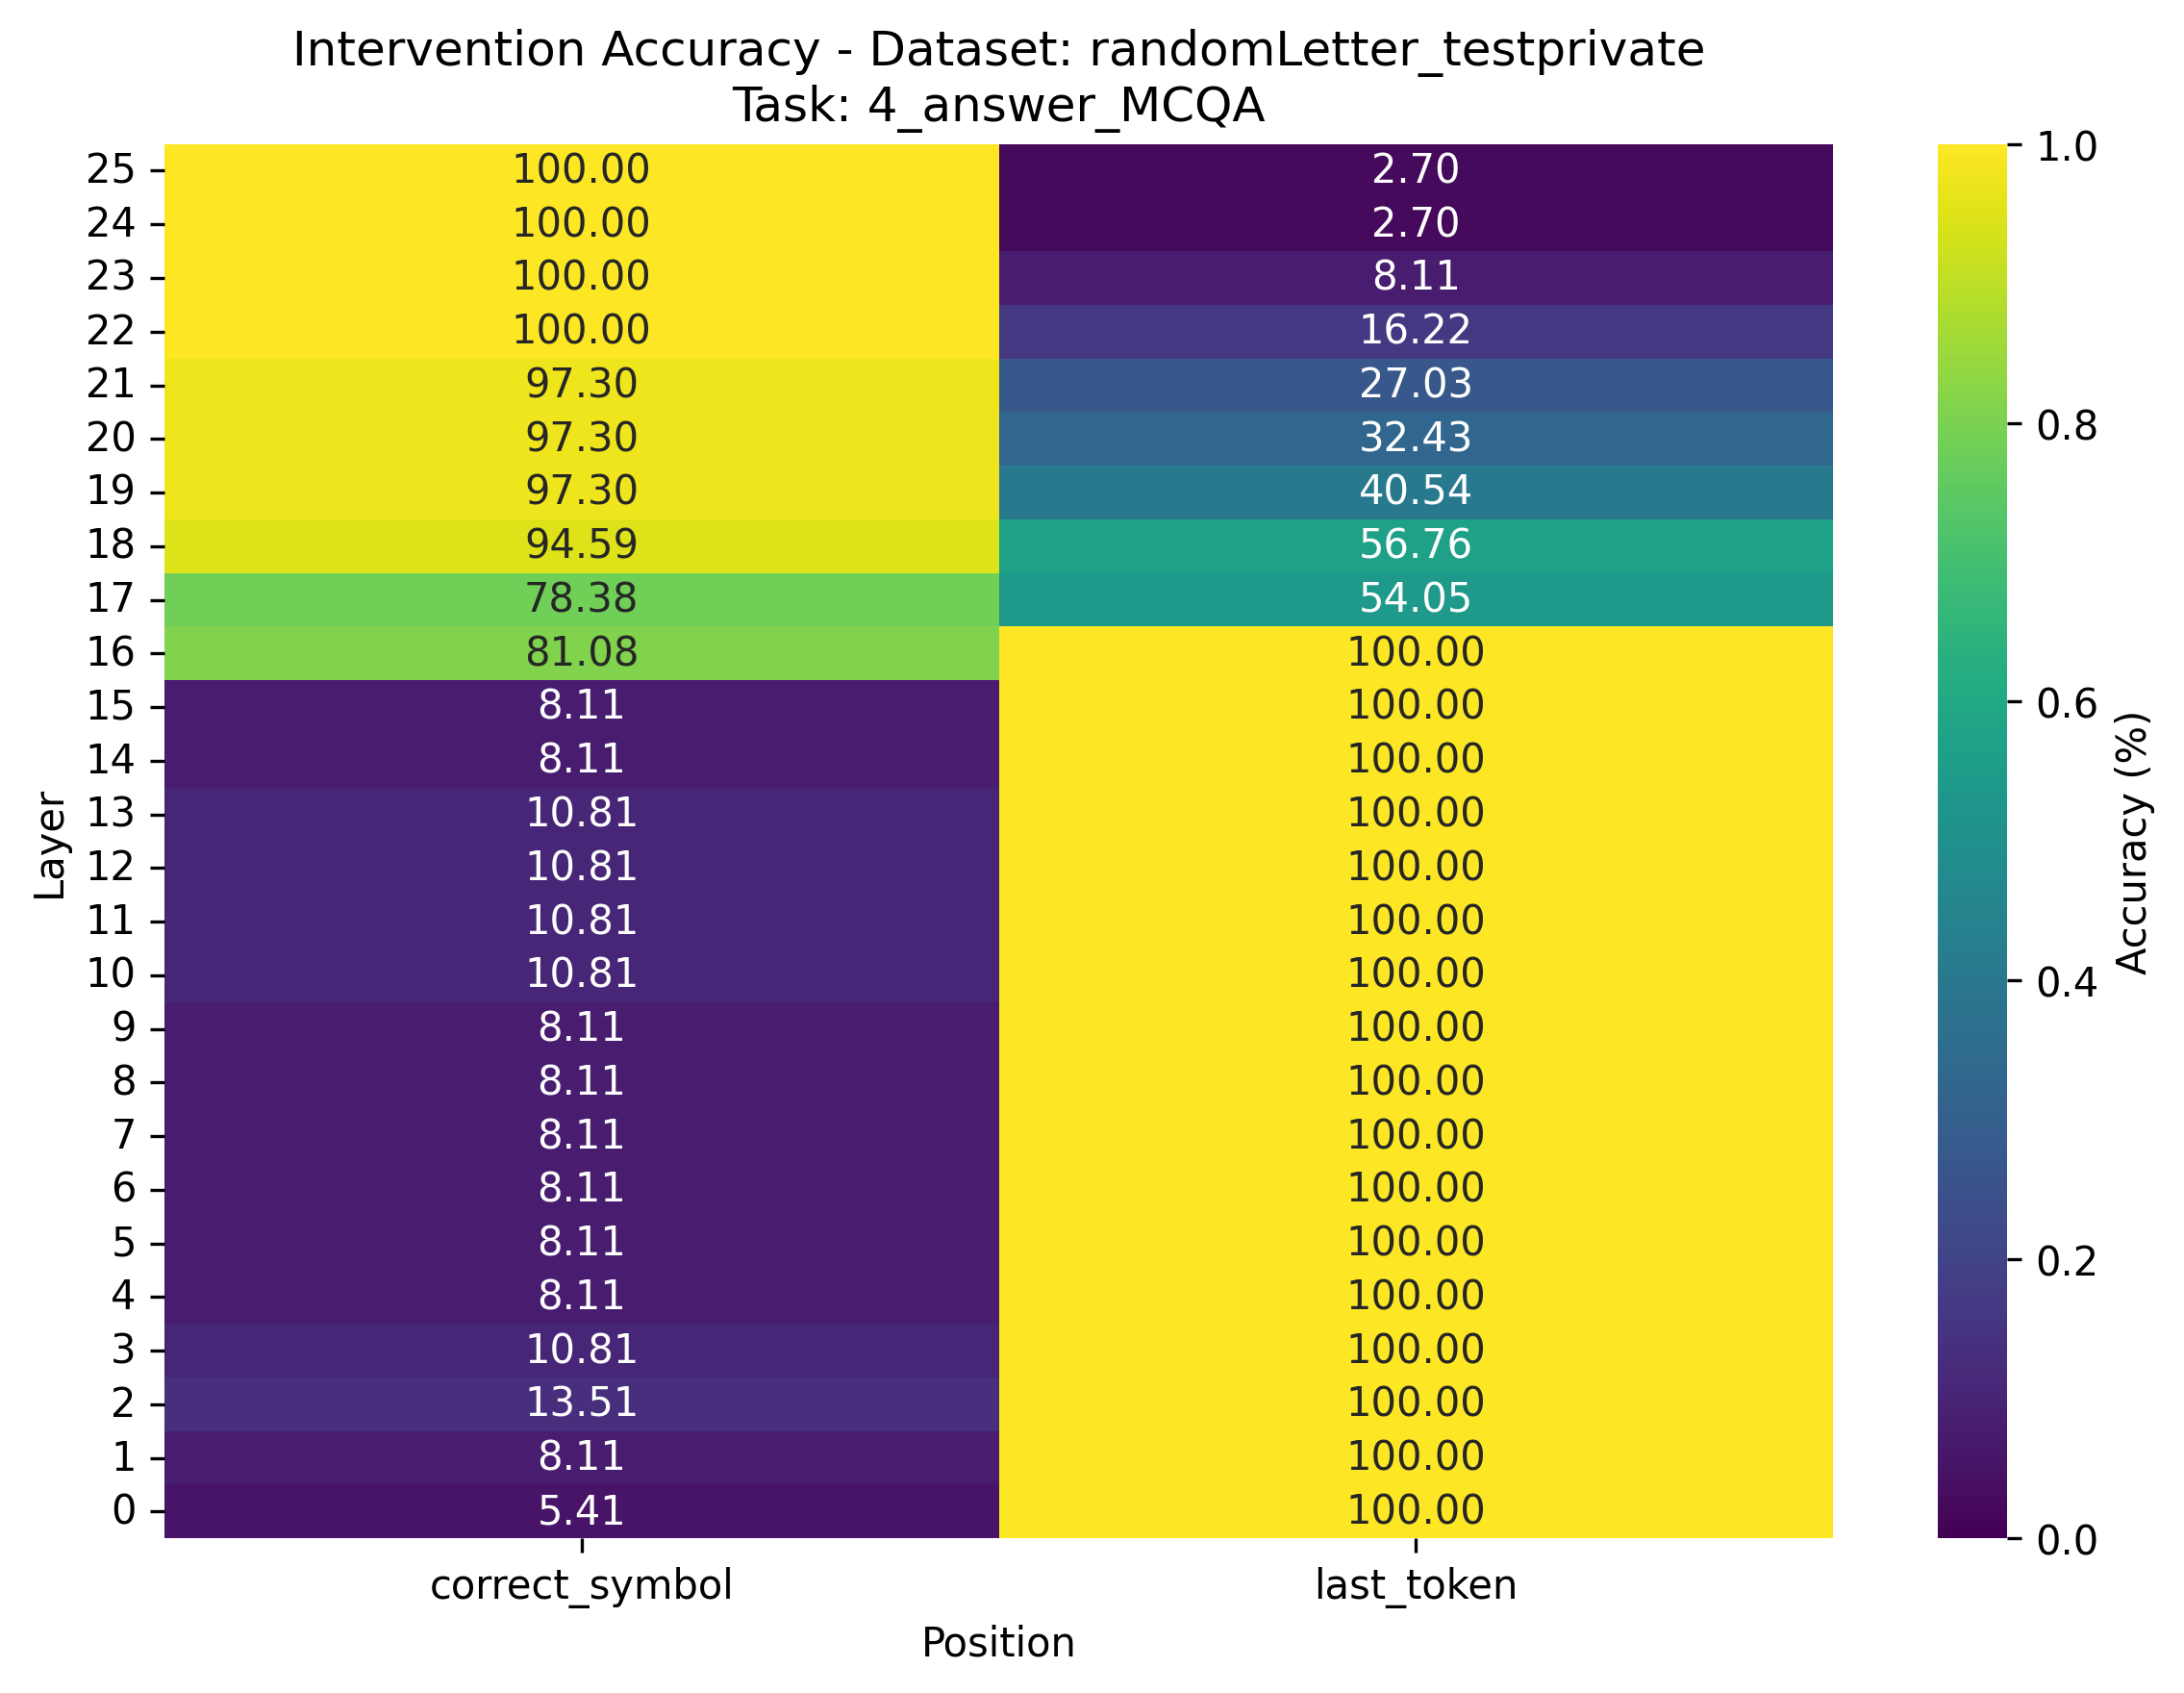 Intervention Accuracy - Dataset: randomLetter_testprivate
Task: 4_answer_MCQA
25 100.00 2.70
24 100.00 2.70
23 100.00 8.11
22 100.00 16.22
21 97.30 27.03
20 97.30 32.43
19 97.30 40.54
18 94.59 56.76
17 78.38 54.05
16 81.08 100.00
15 8.11 100.00
14 8.11 100.00
13 10.81 100.00
12 10.81 100.00
11 10.81 100.00
10 10.81 100.00
9 8.11 100.00
8 8.11 100.00
7 8.11 100.00
6 8.11 100.00
5 8.11 100.00
4 8.11 100.00
3 10.81 100.00
2 13.51 100.00
1 8.11 100.00
0 5.41 100.00
Layer
correct_symbol last_token
Position
1.0
0.8
0.6
0.4
0.2
0.0
Accuracy (%)